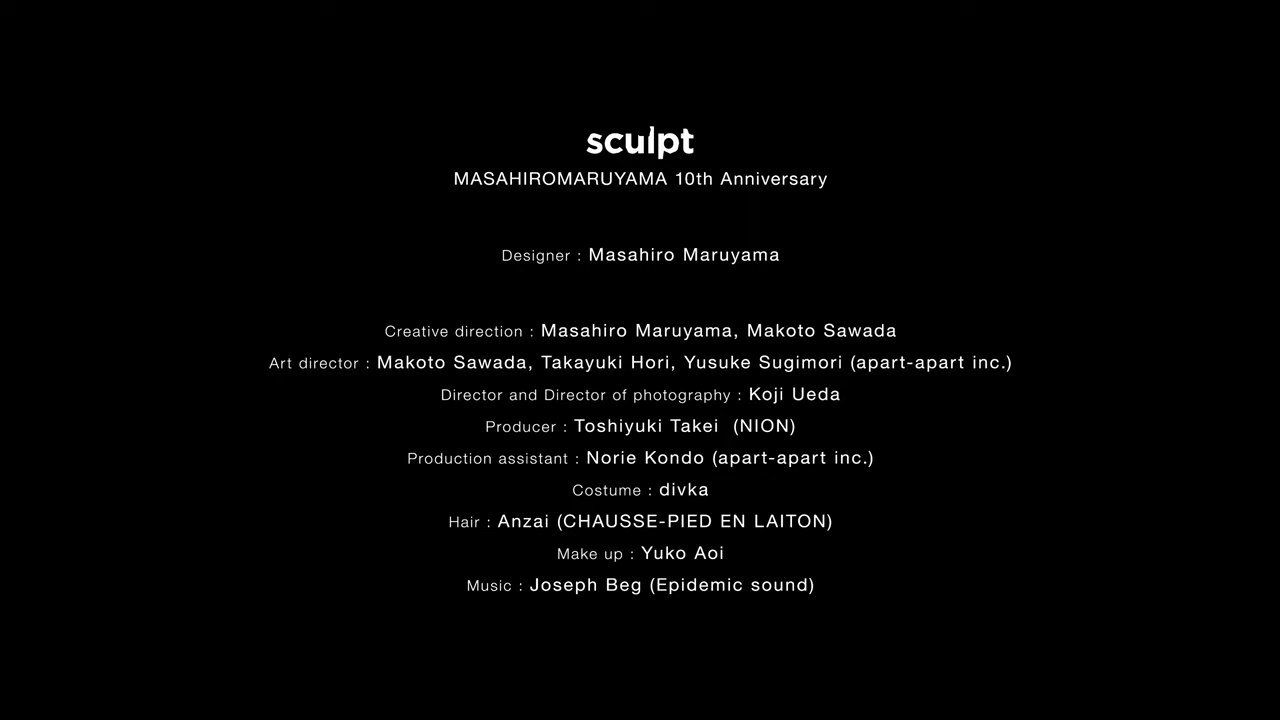 sculpt
MASAHIROMARUYAMA 10th Anniversary
Designer : Masahiro Maruyama
Creative direction : Masahiro Maruyama, Makoto Sawada
Art director : Makoto Sawada, Takayuki Hori, Yusuke Sugimori (apart-apart inc.)
Director and Director of photography : Koji Ueda
Producer : Toshiyuki Takei (NION)
Production assistant : Norie Kondo (apart-apart inc.)
Costume : divka
Hair : Anzai (CHAUSSE-PIED EN LAITON)
Make up : Yuko Aoi
Music : Joseph Beg (Epidemic sound)